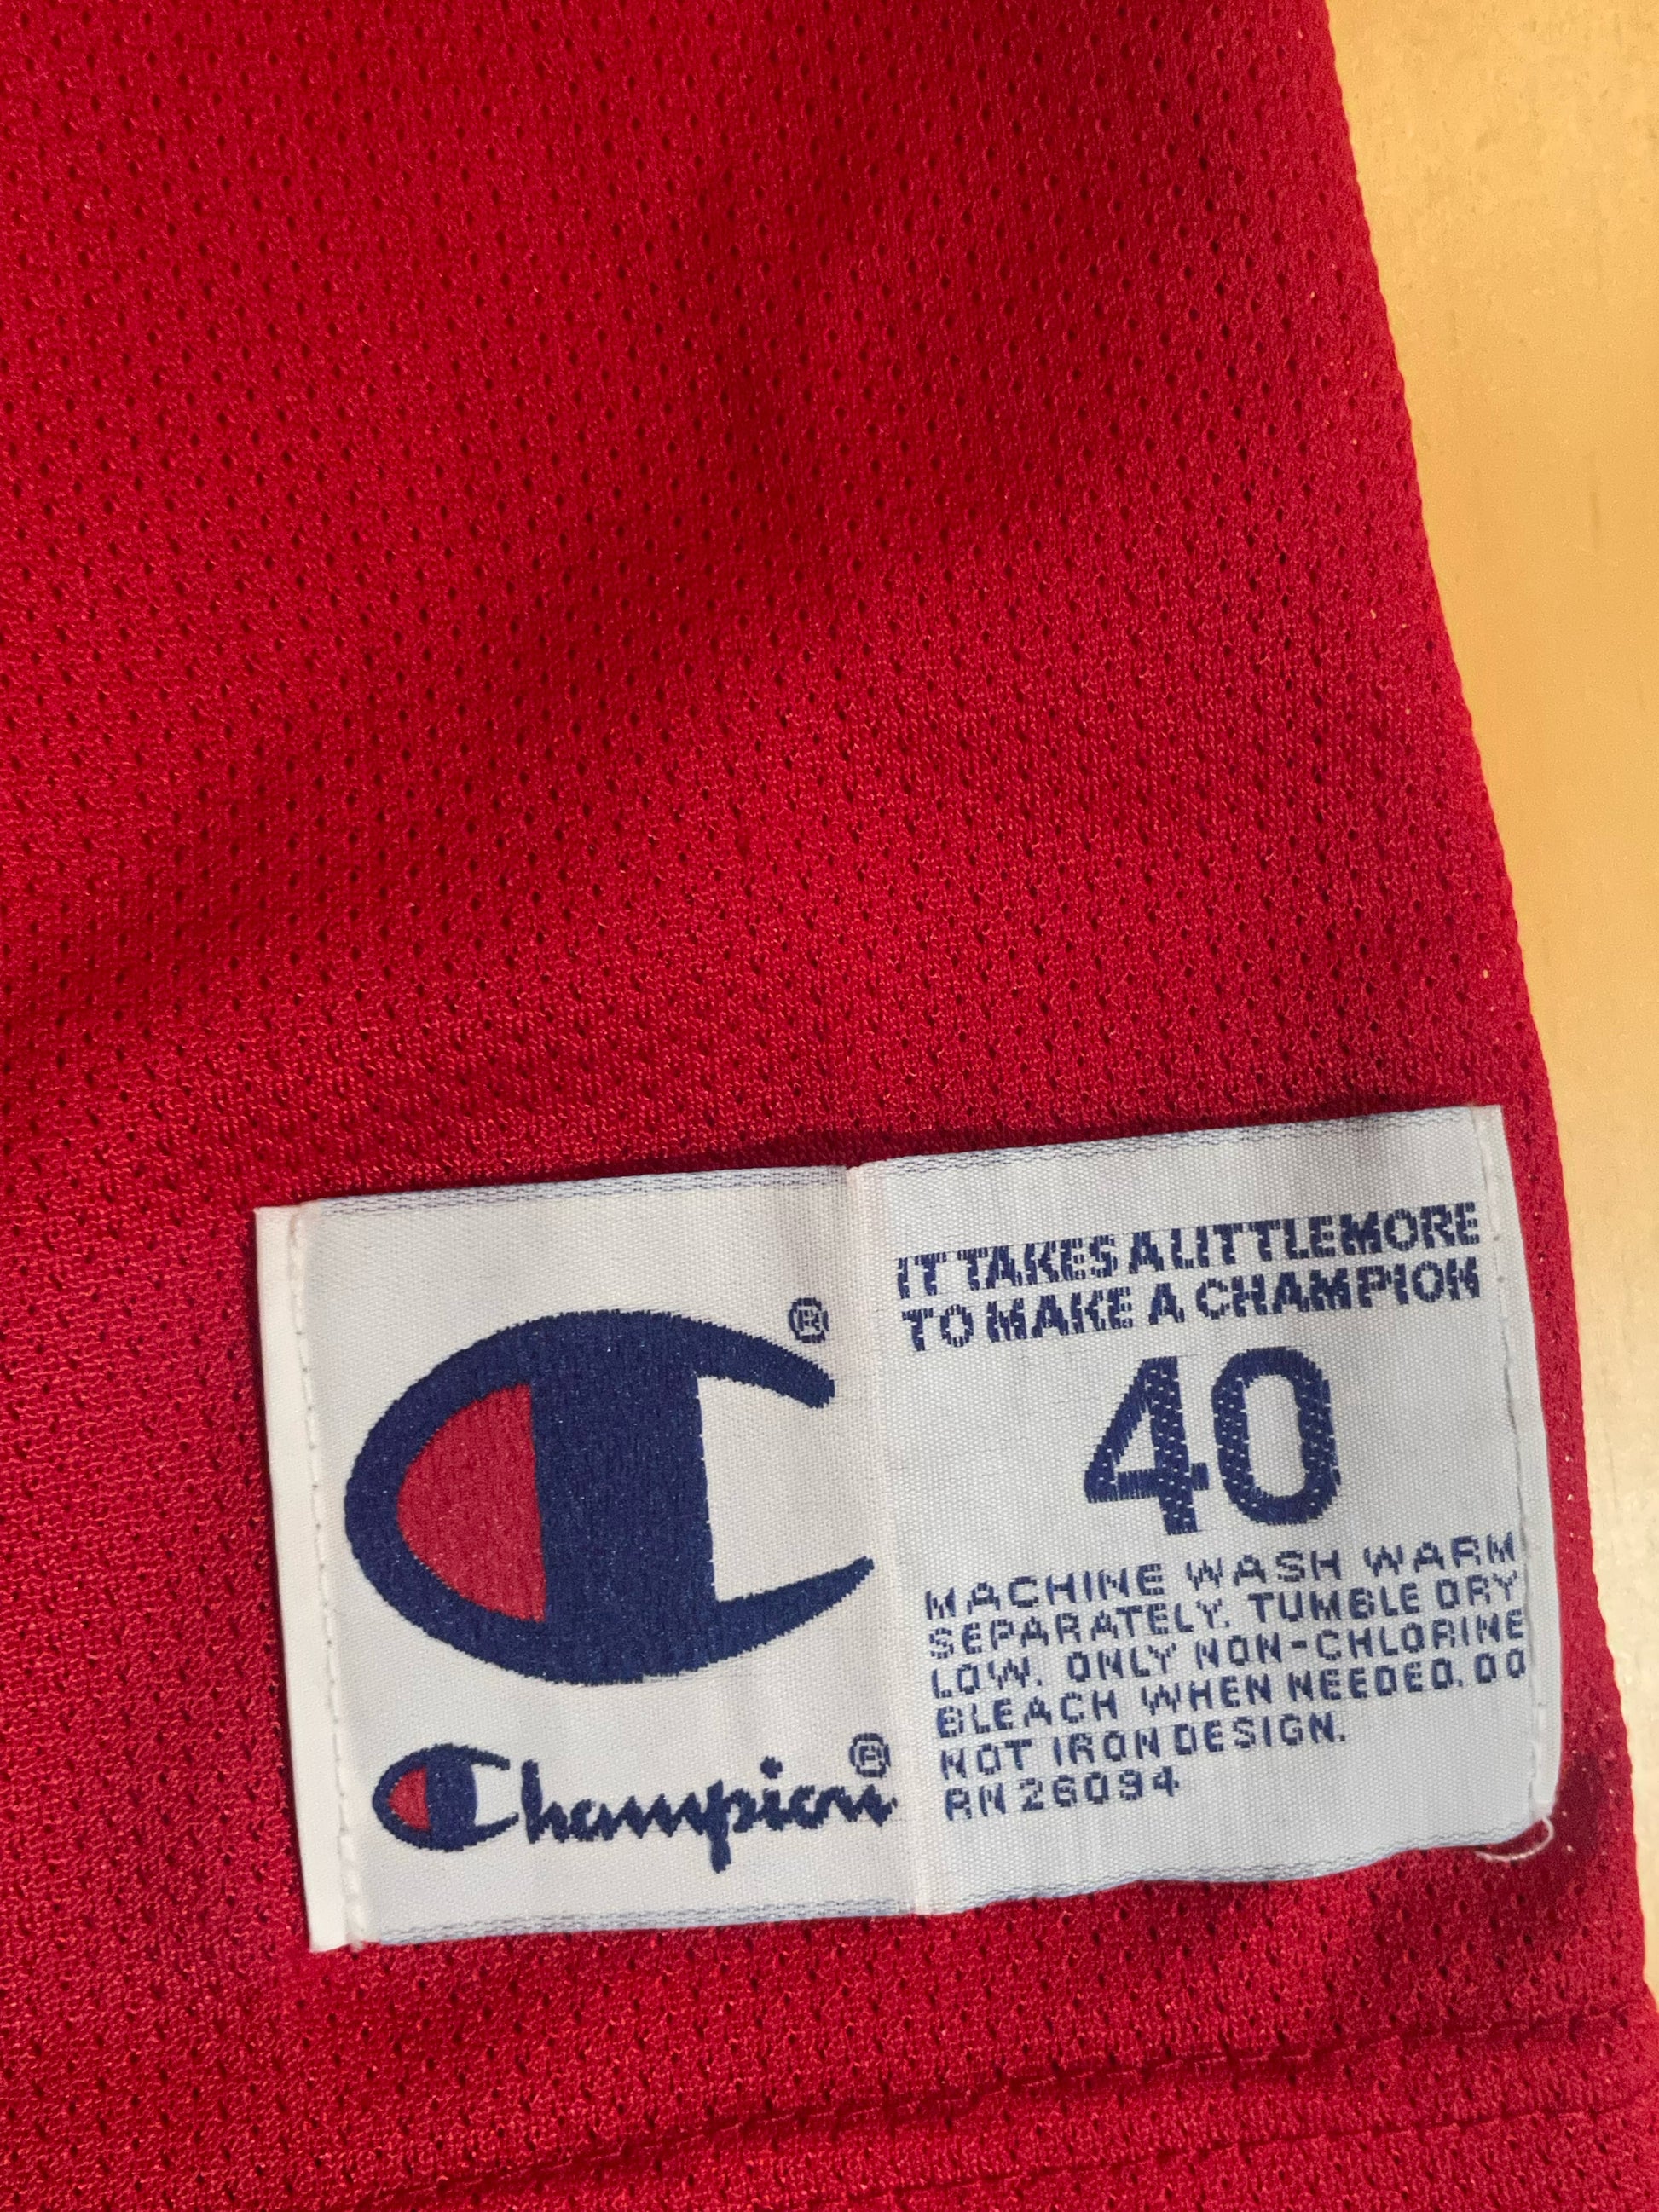 ®
Champion®
IT TAKES A LITTLE MORE
TO MAKE A CHAMPION
40
MACHINE WASH WARM
SEPARATELY. TUMBLE DRY
LOW. ONLY NON-CHLORINE
BLEACH WHEN NEEDED. DO
NOT IRON DESIGN.
RN 26094